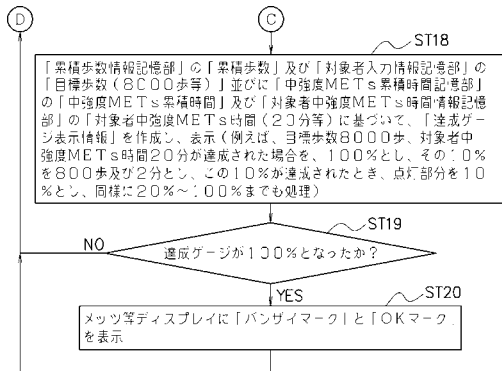 D
C
ST18
「累積歩数情報記憶部」の「累積歩数」及び「対象者入力情報記憶部」の
「目標歩数(8000歩等)」並びに「中強度METs累積時間記憶部」
の「中強度METs累積時間」及び「対象者中強度METs時間情報記憶
部」の「対象者中強度METs時間(20分等)に基づいて、「達成ゲー
ジ表示情報」を作成し、表示(例えば、目標歩数8000歩、対象者中
強度METs時間20分が達成された場合を、100%とし、その10%
を800歩及び2分とし、この10%が達成されたとき、点灯部分を10
%とし、同様に20%~100%までも処理)
ST19
NO
達成ゲージが100%となったか?
YES
ST20
メッツ等ディスプレイに「バンザイマーク」と「OKマーク」
を表示